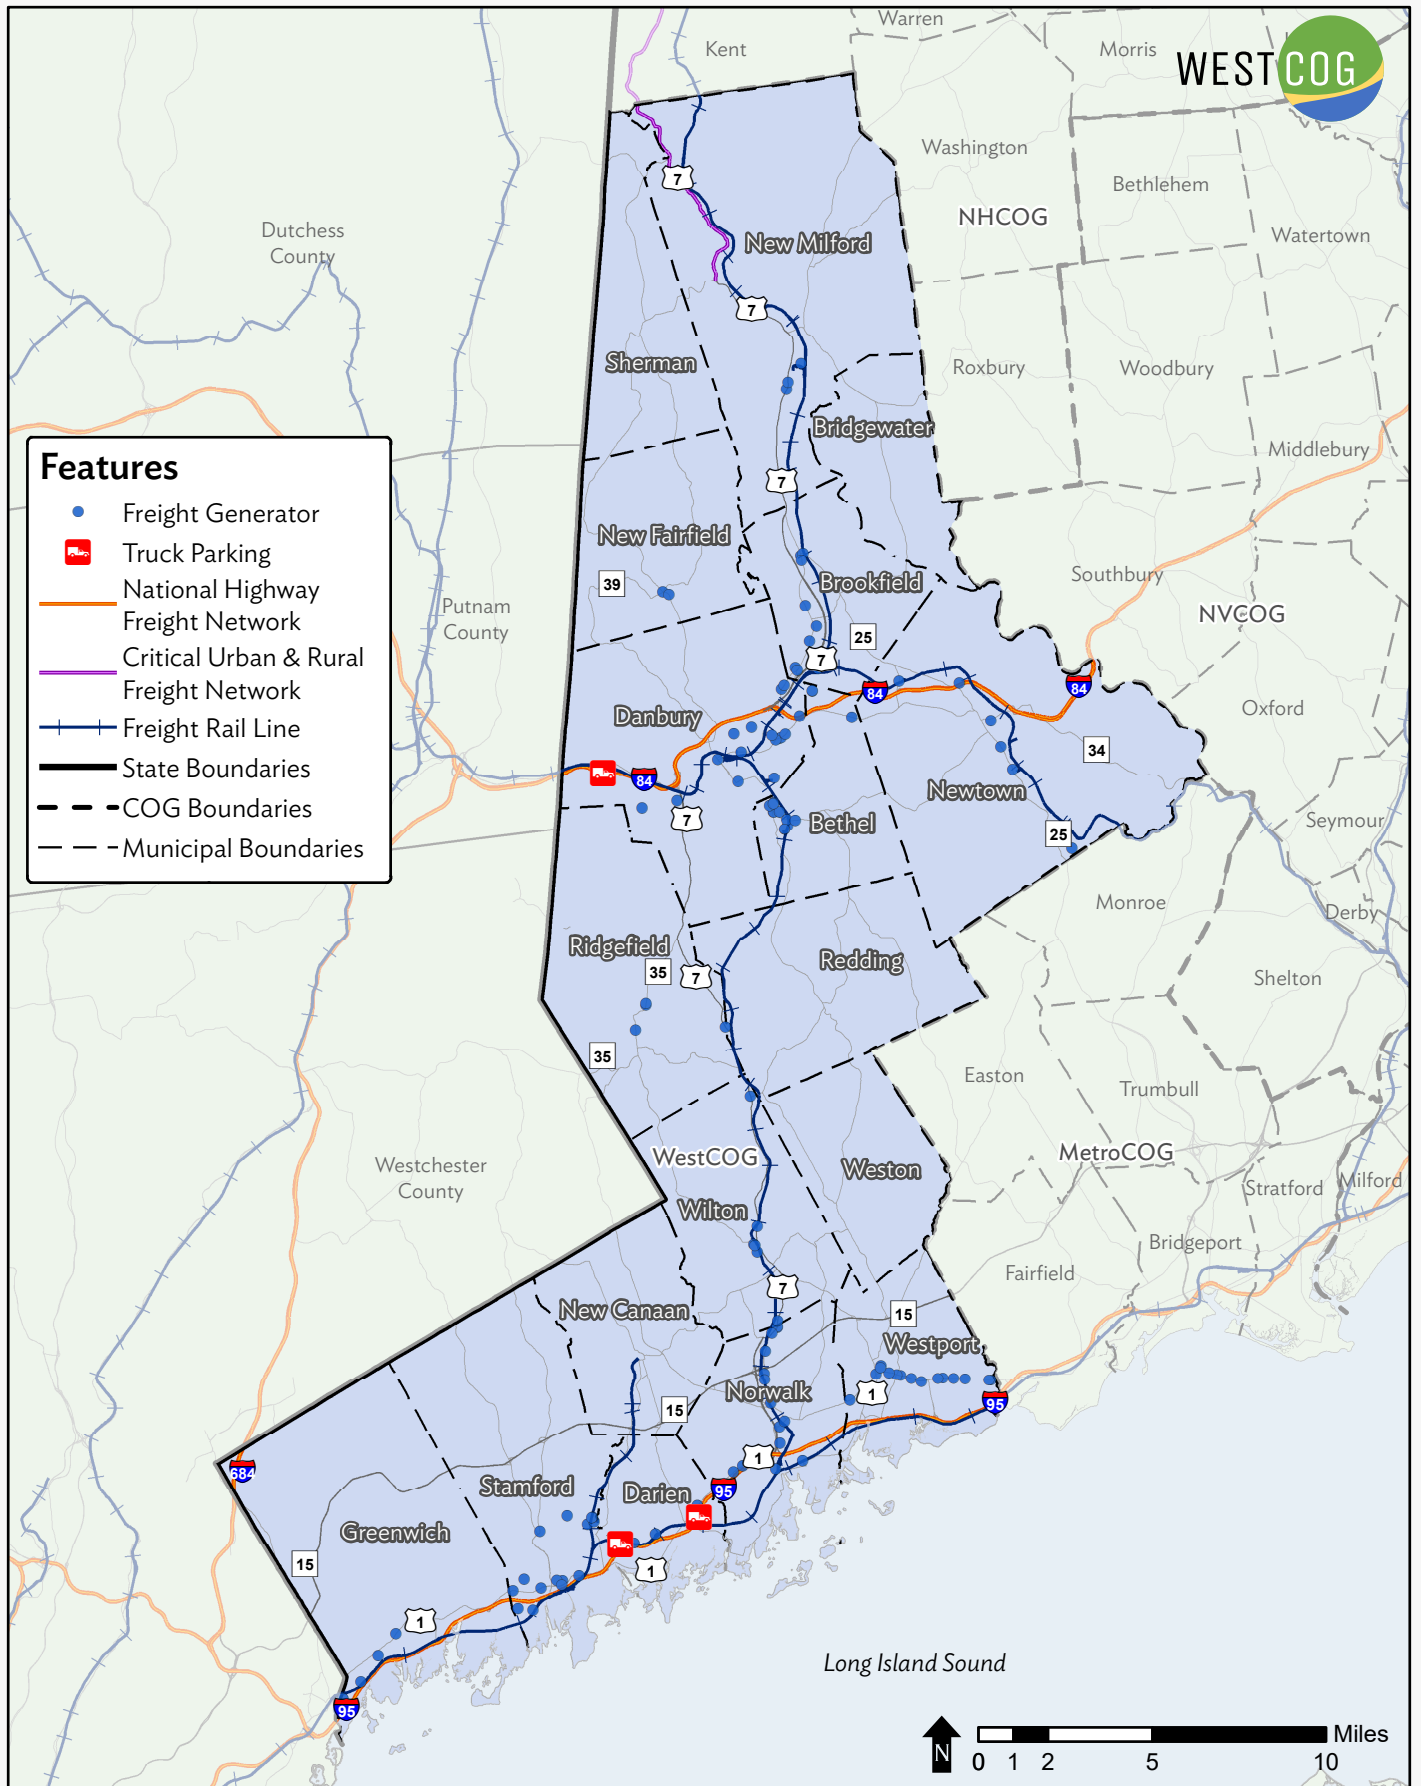 Warren
Kent
Morris
WESTCOG
Washington
Bethlehem
7
NHCOG
Dutchess
County
New Milford
Watertown
7
Sherman
Roxbury
Woodbury
Bridgewater
Middlebury
Features
Freight Generator
Truck Parking
National Highway
Freight Network
Critical Urban & Rural
Freight Network
Freight Rail Line
State Boundaries
COG Boundaries
Municipal Boundaries
7
New Fairfield
39
Brookfield
Southbury
Putnam
County
NVCOG
25
7
84
84
Danbury
Oxford
34
84
Newtown
7
Bethel
25
Seymour
Monroe
Derby
Ridgefield
35
7
Redding
Shelton
35
Easton
Trumbull
WestCOG
MetroCOG
Westchester
County
Weston
Stratford
Milford
Wilton
Bridgeport
Fairfield
7
New Canaan
15
Westport
Norwalk
1
95
15
1
684
Stamford
Darien
95
Greenwich
15
1
1
Long Island Sound
95
N
Miles
0 1 2 5 10